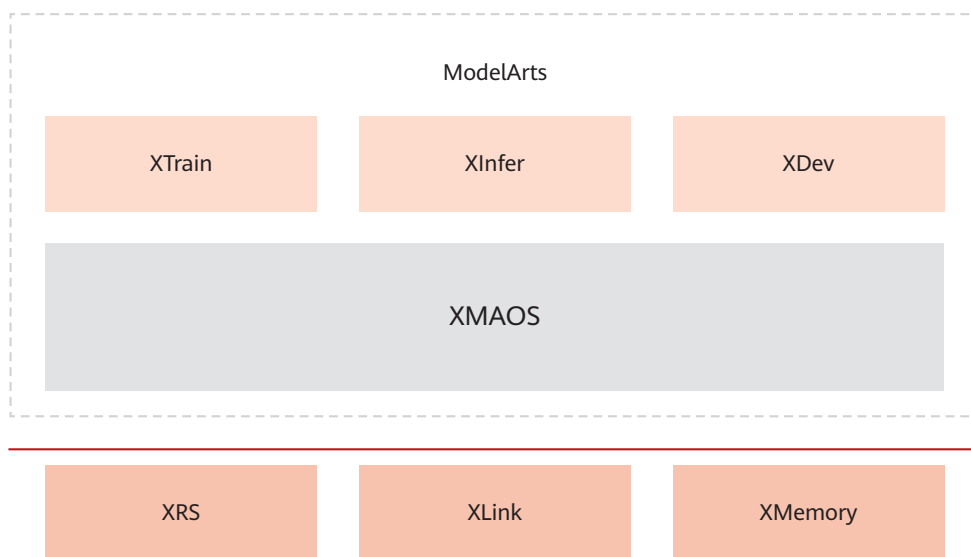 ModelArts
XTrain
XInfer
XDev
XMAOS
XRS
XLink
XMemory